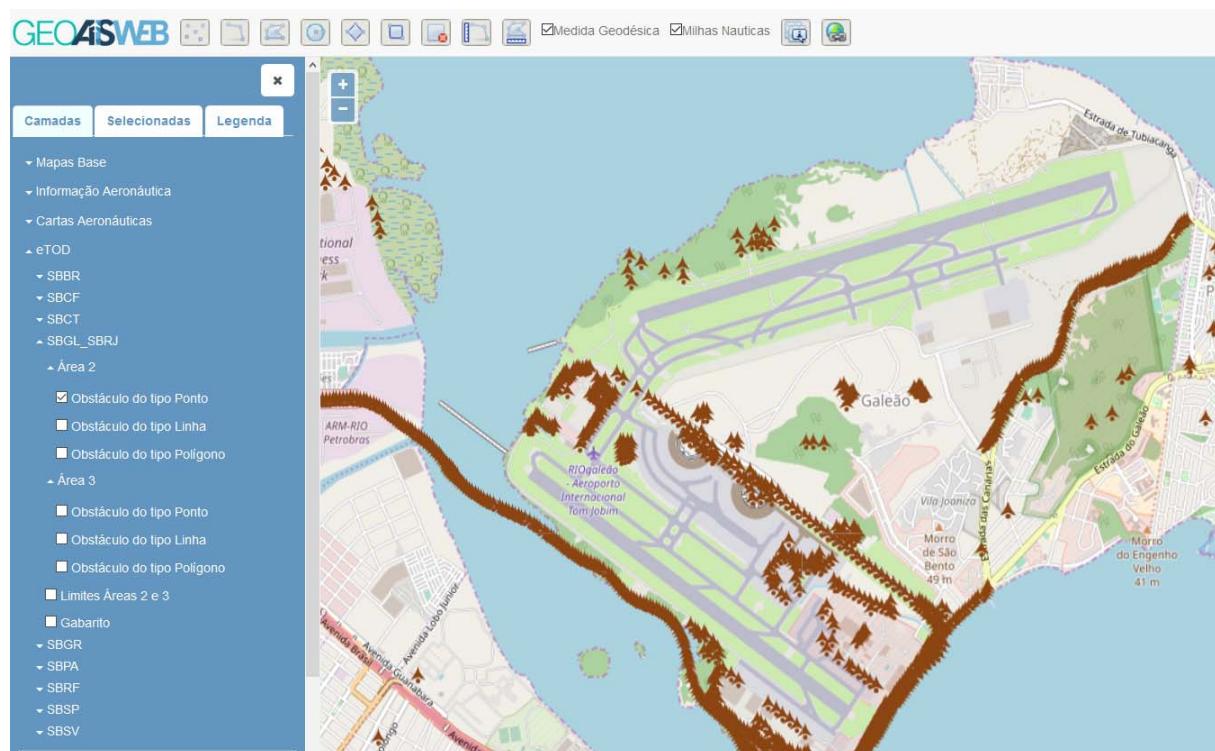 GEOAISWEB
Medida Geodésica
Milhas Nauticas
Camadas
Selecionadas
Legenda
Mapas Base
Informação Aeronáutica
Cartas Aeronáuticas
eTOD
SBBR
SBCF
SBCT
SBGL_SBRJ
Área 2
Obstáculo do tipo Ponto
Obstáculo do tipo Linha
Obstáculo do tipo Polígono
Área 3
Obstáculo do tipo Ponto
Obstáculo do tipo Linha
Obstáculo do tipo Polígono
Limites Áreas 2 e 3
Gabarito
SBGR
SBPA
SBRF
SBSP
SBSV
+
−
Estrada de Tubiacanga
tional
ess
k
ARM-RIO
Petrobras
Galeão
RIOgaleão
- Aeroporto
Internacional
Tom Jobim
Estrada do Galeão
Estrada das Canárias
Vila Joaniza
Morro
de São
Bento
49 m
Morro
do Engenho
Velho
41 m
P
Avenida Lobo Junior
Avenida Guanabara
Avenida Brasil
Avenida